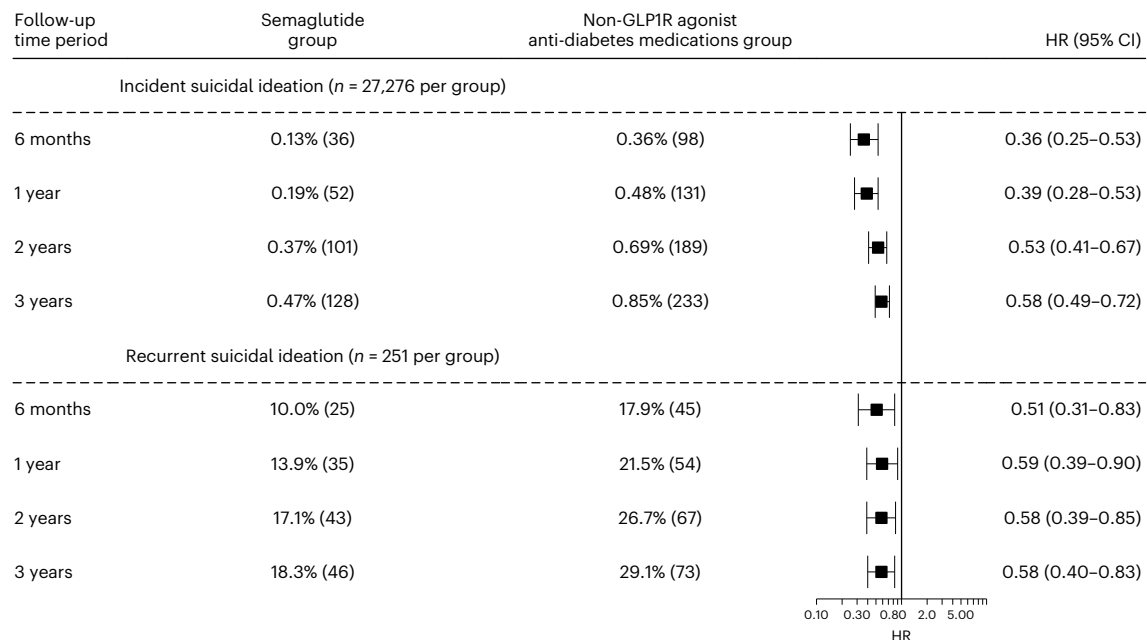 Follow-up time period
Semaglutide group
Non-GLP1R agonist anti-diabetes medications group
HR (95% CI)
Incident suicidal ideation (n = 27,276 per group)
6 months 0.13% (36) 0.36% (98) 0.36 (0.25–0.53)
1 year 0.19% (52) 0.48% (131) 0.39 (0.28–0.53)
2 years 0.37% (101) 0.69% (189) 0.53 (0.41–0.67)
3 years 0.47% (128) 0.85% (233) 0.58 (0.49–0.72)
Recurrent suicidal ideation (n = 251 per group)
6 months 10.0% (25) 17.9% (45) 0.51 (0.31–0.83)
1 year 13.9% (35) 21.5% (54) 0.59 (0.39–0.90)
2 years 17.1% (43) 26.7% (67) 0.58 (0.39–0.85)
3 years 18.3% (46) 29.1% (73) 0.58 (0.40–0.83)
0.10 0.30 0.80 2.0 5.00
HR